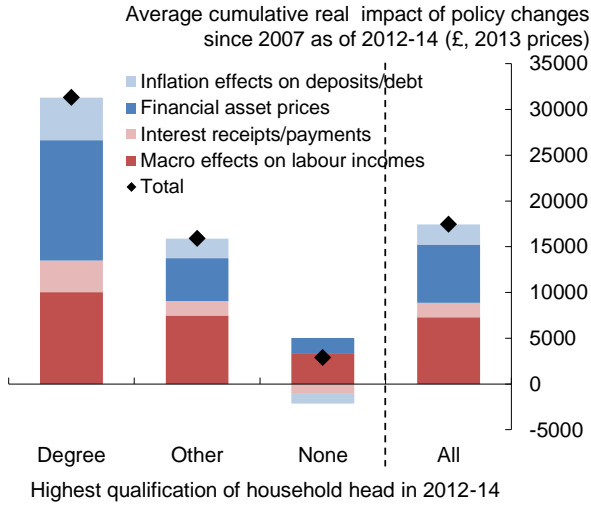 Average cumulative real impact of policy changes
since 2007 as of 2012-14 (£, 2013 prices)
35000
Inflation effects on deposits/debt
Financial asset prices
Interest receipts/payments
Macro effects on labour incomes
Total
30000
25000
20000
15000
10000
5000
0
-5000
Degree Other None All
Highest qualification of household head in 2012-14